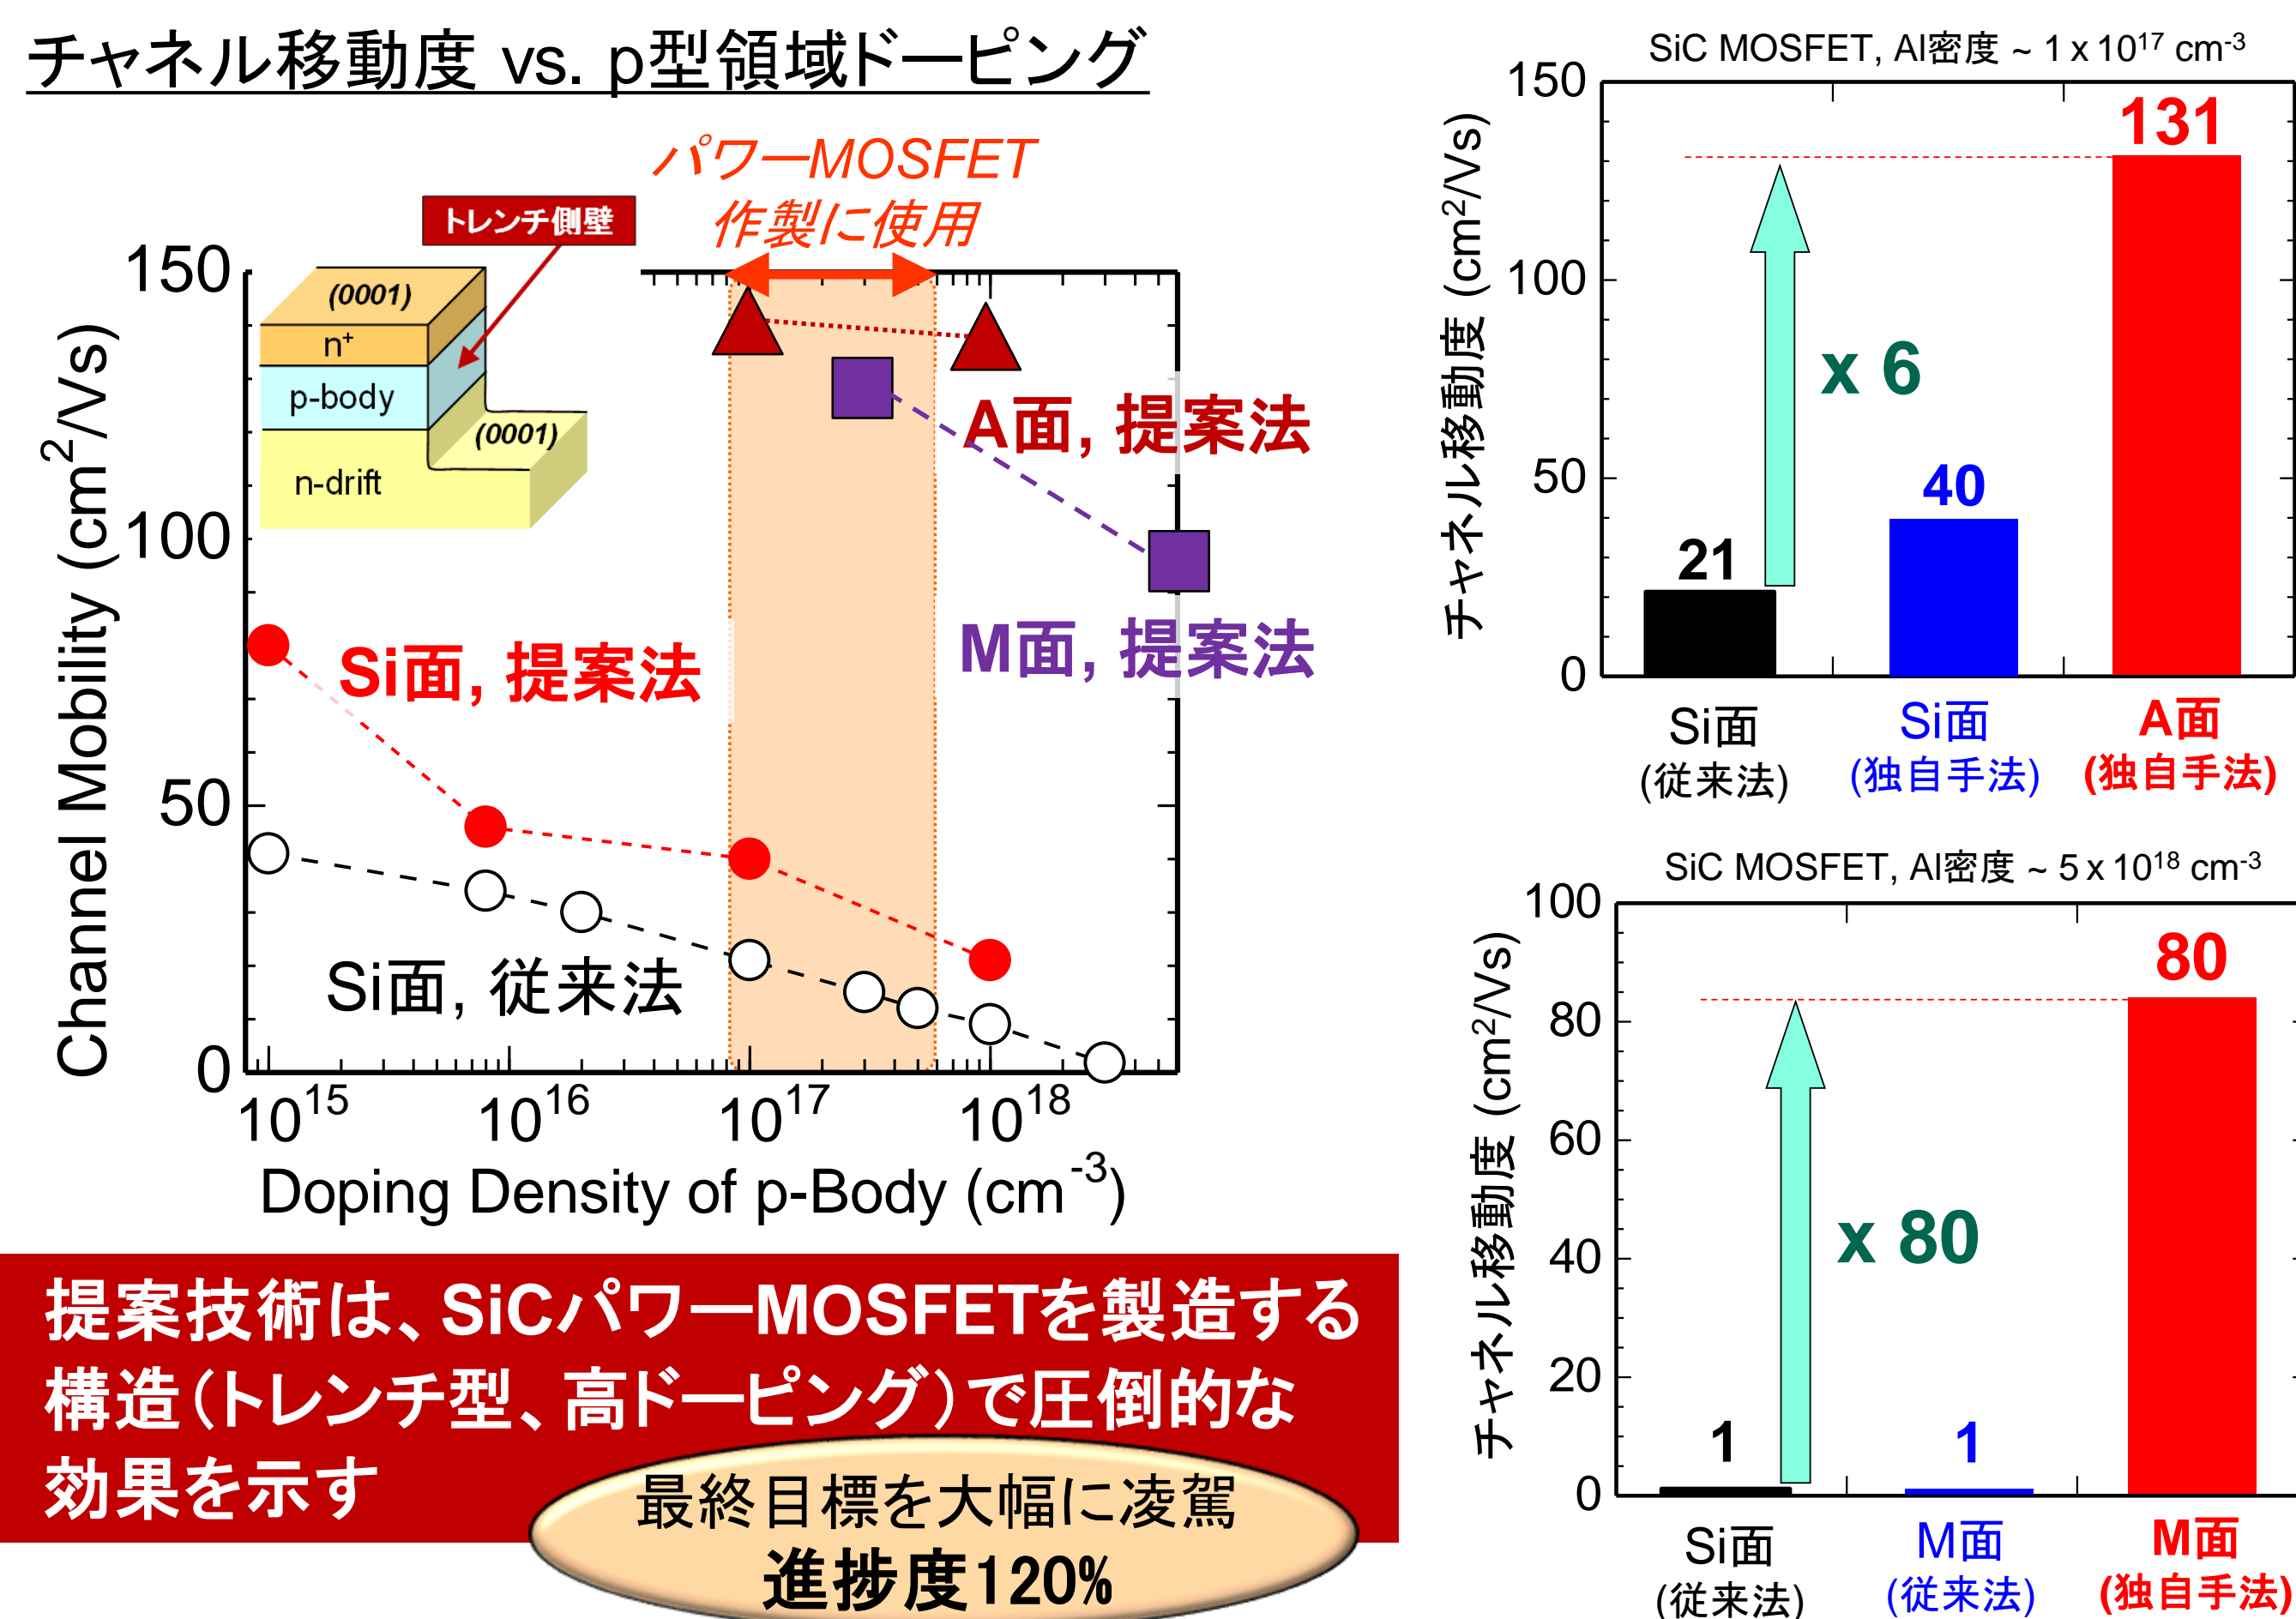 チャネル移動度 vs. p型領域ドーピング
パワーMOSFET
作製に使用
トレンチ側壁
(0001)
n+
p-body
(0001)
n-drift
150
100
50
0
Channel Mobility (cm2/Vs)
A面, 提案法
M面, 提案法
Si面, 提案法
Si面, 従来法
10^15 10^16 10^17 10^18
Doping Density of p-Body (cm-3)
提案技術は、SiCパワーMOSFETを製造する
構造（トレンチ型、高ドーピング）で圧倒的な
効果を示す
最終目標を大幅に凌駕
進捗度120%
SiC MOSFET, Al密度 ~ 1 x 10^17 cm-3
チャネル移動度 (cm2/Vs)
150
100
50
0
131
x 6
40
21
Si面 Si面 A面
(従来法) (独自手法) (独自手法)
SiC MOSFET, Al密度 ~ 5 x 10^18 cm-3
チャネル移動度 (cm2/Vs)
100
80
60
40
20
0
80
x 80
1 1
Si面 M面 M面
(従来法) (従来法) (独自手法)